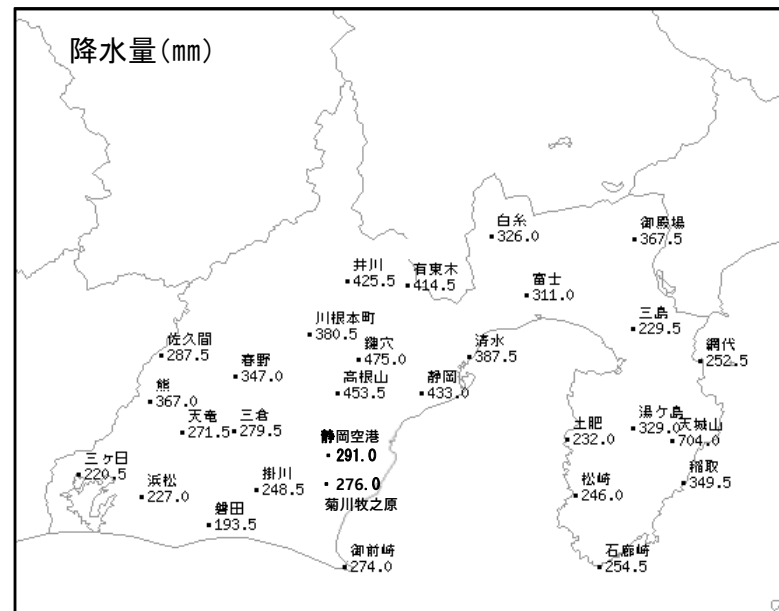 降水量(㎜)
白糸
326.0
御殿場
367.5
井川
425.5
有東木
414.5
富士
311.0
川根本町
380.5
三島
229.5
佐久間
287.5
鍵穴
475.0
清水
387.5
網代
252.5
春野
347.0
熊
367.0
高根山
453.5
静岡
433.0
天竜
271.5
三倉
279.5
土肥
232.0
湯ケ島
329.0
天城山
704.0
静岡空港
291.0
三ヶ日
220.5
浜松
227.0
掛川
248.5
276.0
菊川牧之原
松崎
246.0
稲取
349.5
磐田
193.5
御前崎
274.0
石廊崎
254.5